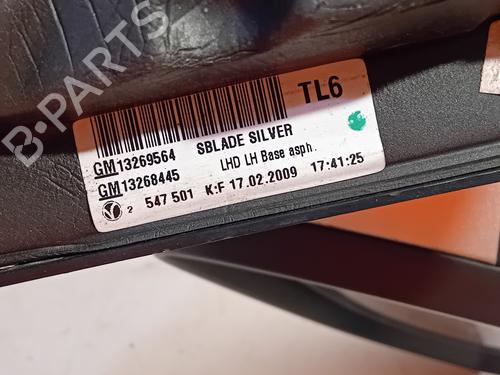 B-PARTS
TL6
GM13269564 SBLADE SILVER
GM13268445 LHD LH Base asph.
2 547 501 K:F 17.02.2009 17:41:25